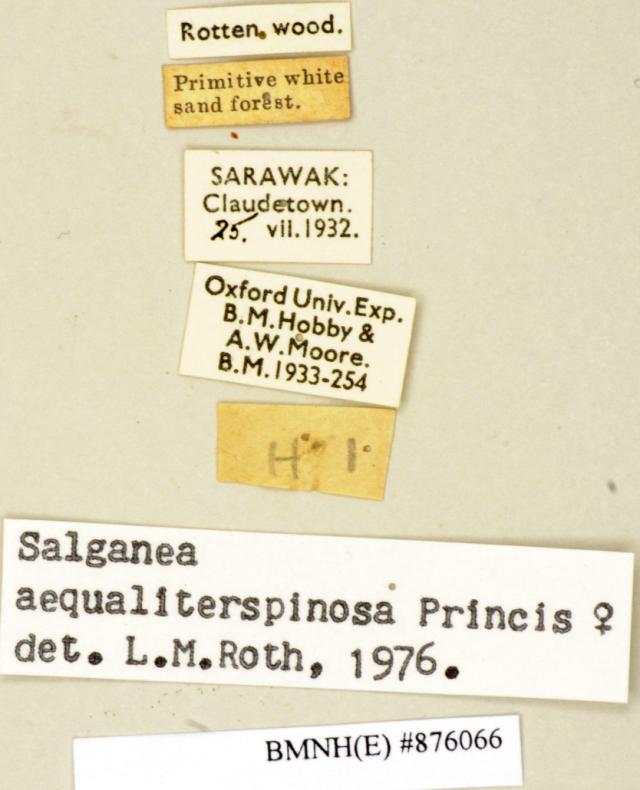 Rotten wood.
Primitive white
sand forest.
SARAWAK:
Claudetown.
25. vii.1932.
Oxford Univ.Exp.
B.M.Hobby &
A.W.Moore.
B.M.1933-254
H 1
Salganea
aequaliterspinosa Princis ♀
det. L.M.Roth, 1976.
BMNH(E) #876066